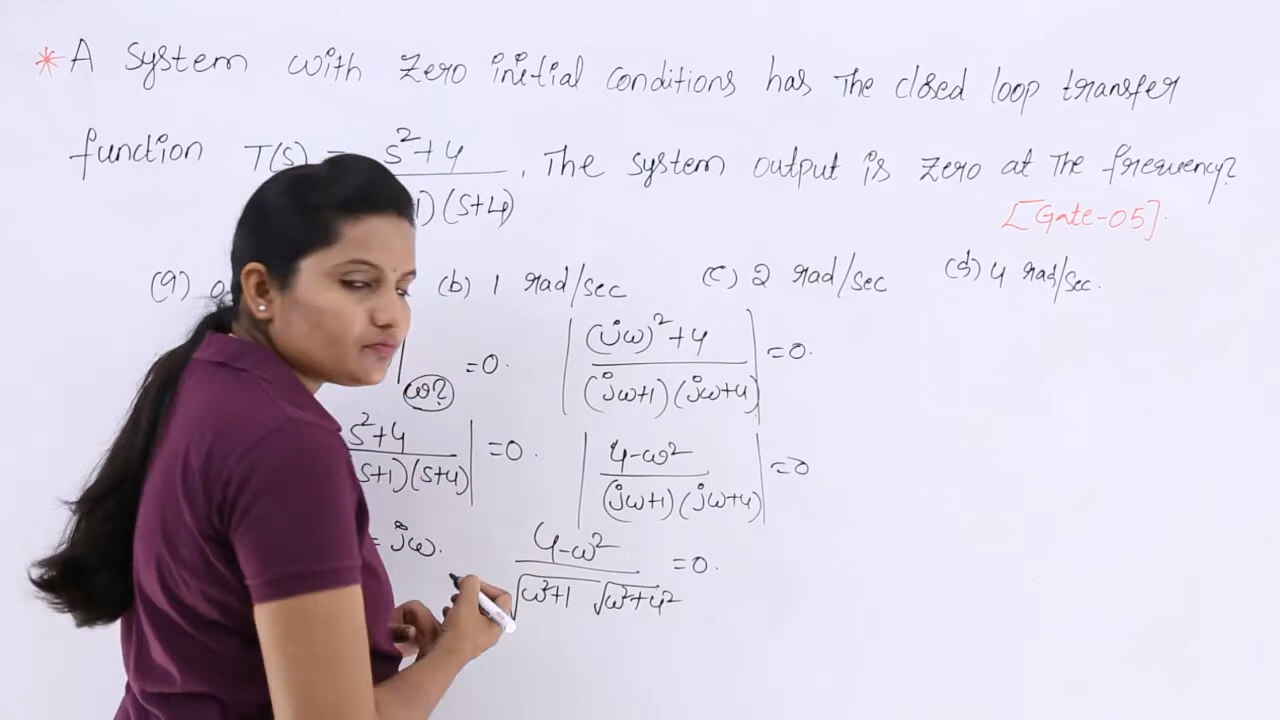 * A system with zero initial conditions has the closed loop transfer
function T(s) = s²+4
1)(s+4)
. The system output is zero at the frequency?
[Gate-05].
(a) 0
(b) 1 rad/sec
(c) 2 rad/sec
(d) 4 rad/sec.
ω?
=0.
|(jω)²+4
(jω+1)(jω+4)| =0.
s²+4
s+1)(s+4)| =0.
|4-ω²
(jω+1)(jω+4)| =0
= jω.
4-ω²
√ω²+1 √ω²+4² =0.